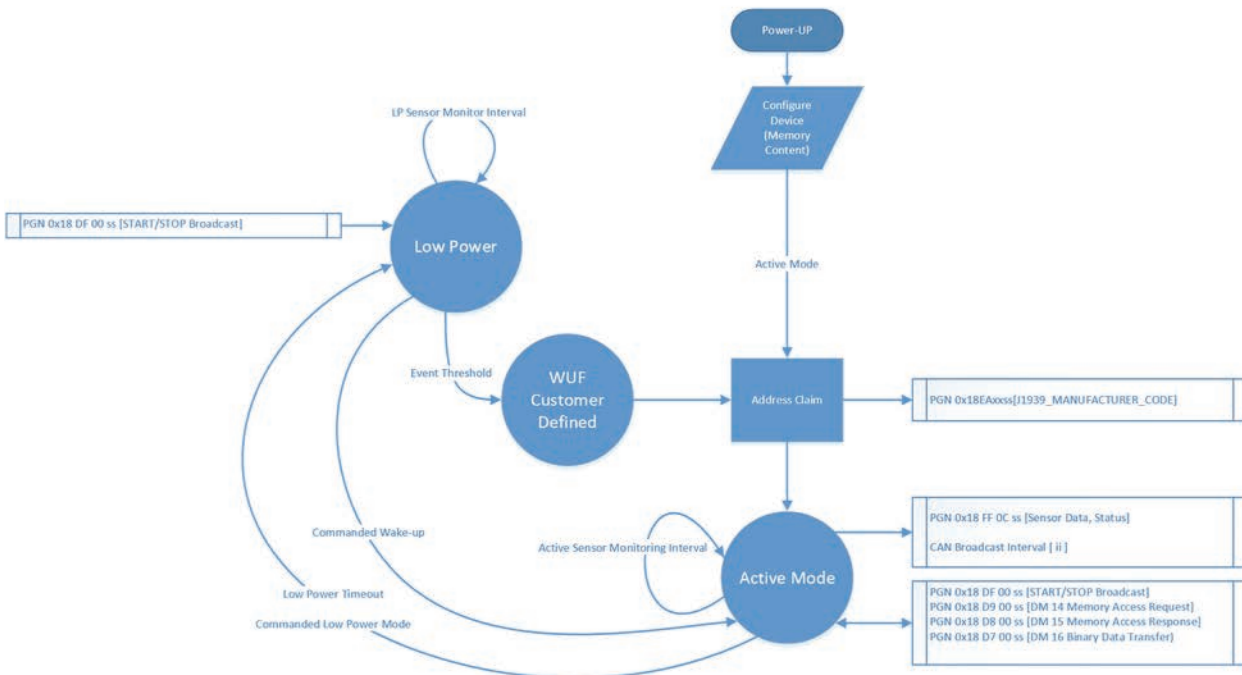 Power-UP
Configure
Device
(Memory
Content)
LP Sensor Monitor Interval
PGN 0x18 DF 00 ss [START/STOP Broadcast]
Low Power
Active Mode
Event Threshold
WUF
Customer
Defined
Address Claim
PGN 0x18EAxxss[J1939_MANUFACTURER_CODE]
PGN 0x18 FF 0C ss [Sensor Data, Status]
CAN Broadcast Interval [ ii ]
Commanded Wake-up
Active Sensor Monitoring Interval
Active Mode
Low Power Timeout
Commanded Low Power Mode
PGN 0x18 DF 00 ss [START/STOP Broadcast]
PGN 0x18 D9 00 ss [DM 14 Memory Access Request]
PGN 0x18 D8 00 ss [DM 15 Memory Access Response]
PGN 0x18 D7 00 ss [DM 16 Binary Data Transfer)